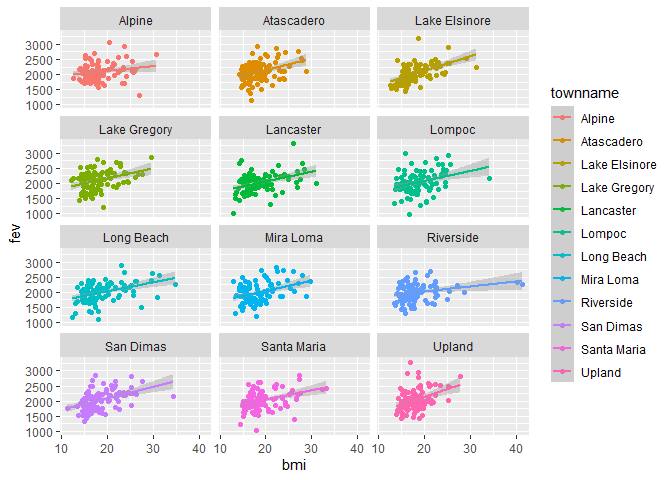 Alpine Atascadero Lake Elsinore
3000
2500
2000
1500
1000
Lake Gregory Lancaster Lompoc
3000
2500
2000
1500
1000
Long Beach Mira Loma Riverside
3000
2500
2000
1500
1000
San Dimas Santa Maria Upland
3000
2500
2000
1500
1000
10 20 30 40 10 20 30 40 10 20 30 40
bmi
fev
townname
Alpine
Atascadero
Lake Elsinore
Lake Gregory
Lancaster
Lompoc
Long Beach
Mira Loma
Riverside
San Dimas
Santa Maria
Upland